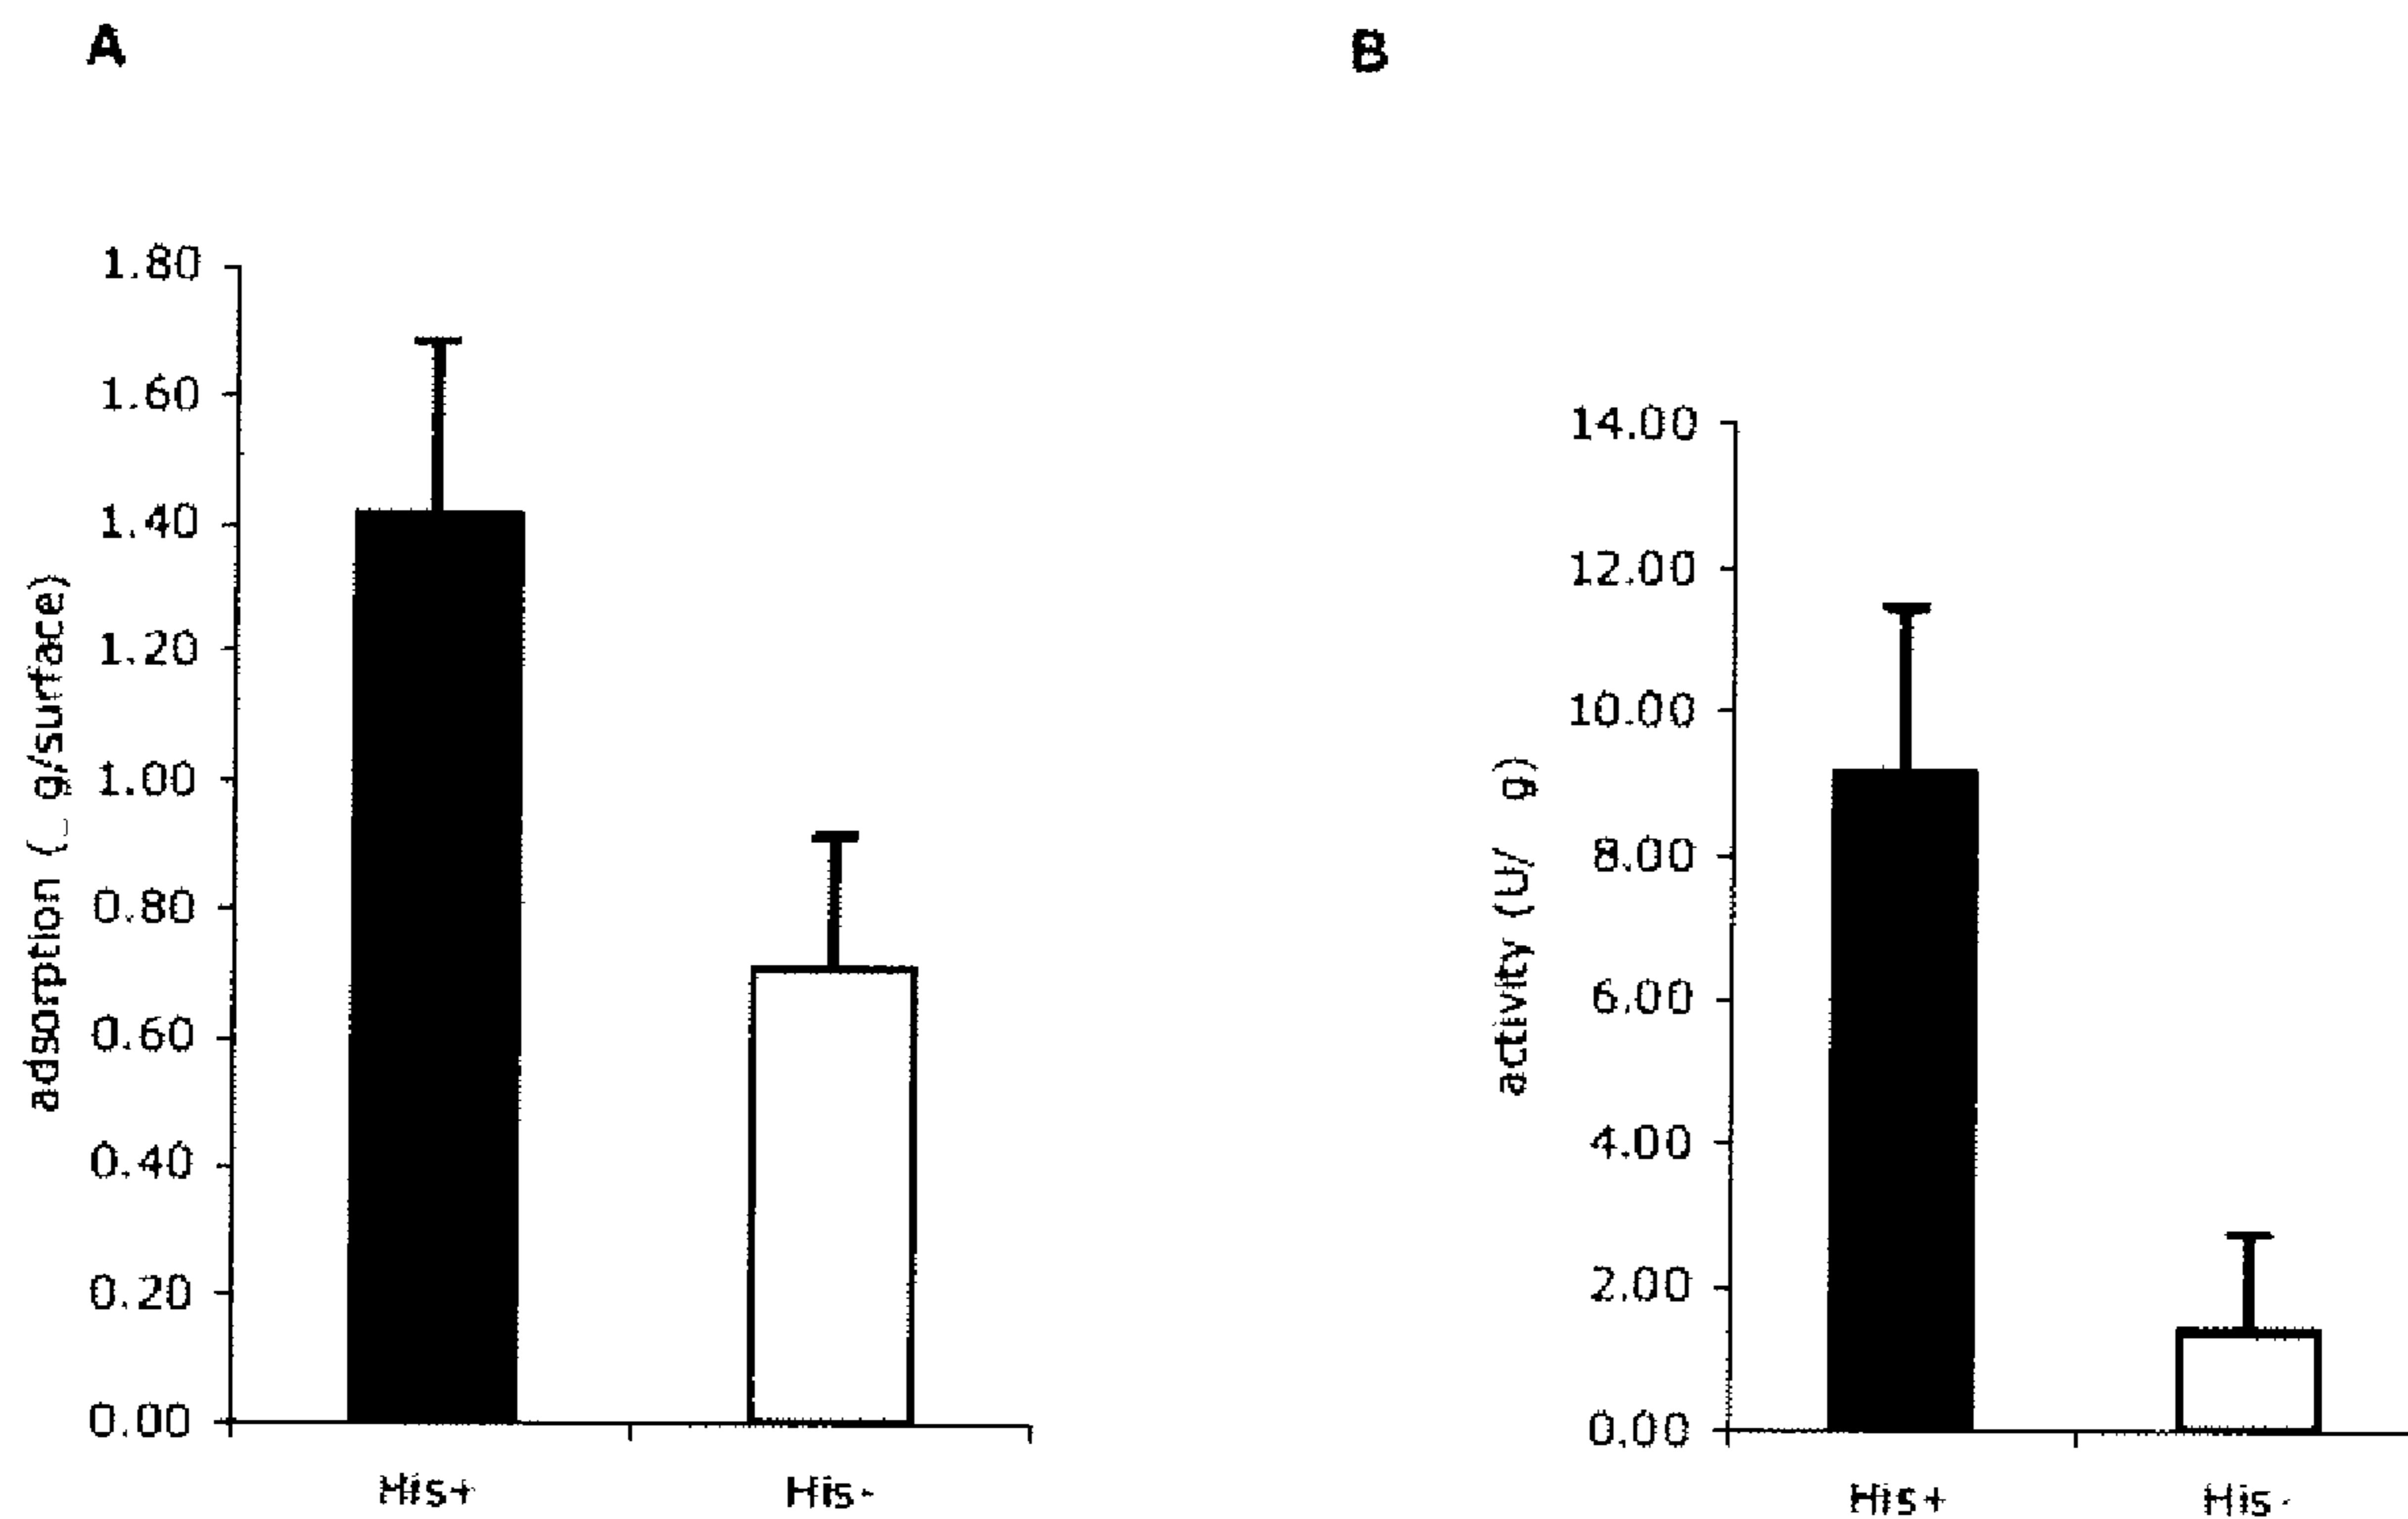 A
B
1.80
1.60
1.40
1.20
1.00
0.80
0.60
0.40
0.20
0.00
adsorption ( g/surface)
His+
His-
14.00
12.00
10.00
8.00
6.00
4.00
2.00
0.00
activity (U/ g)
His+
His-